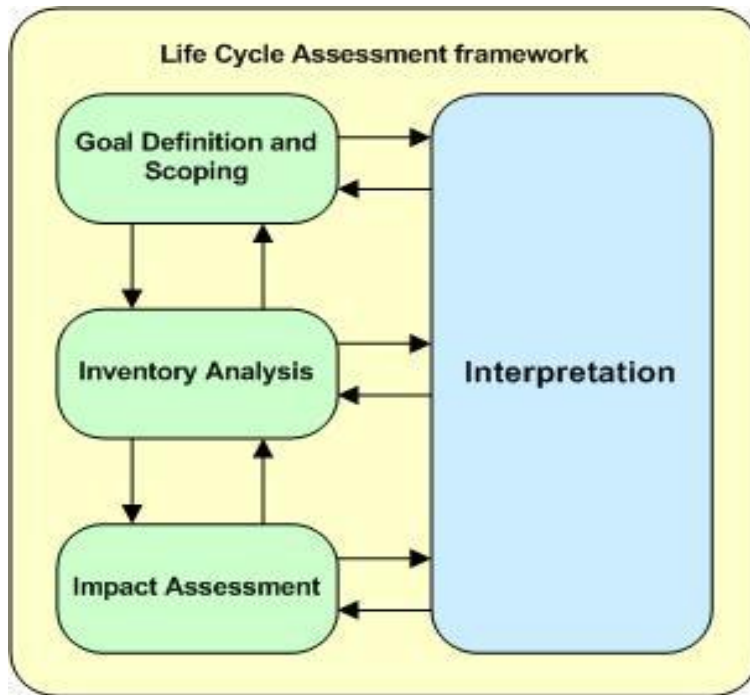 Life Cycle Assessment framework
Goal Definition and
Scoping
Inventory Analysis
Interpretation
Impact Assessment